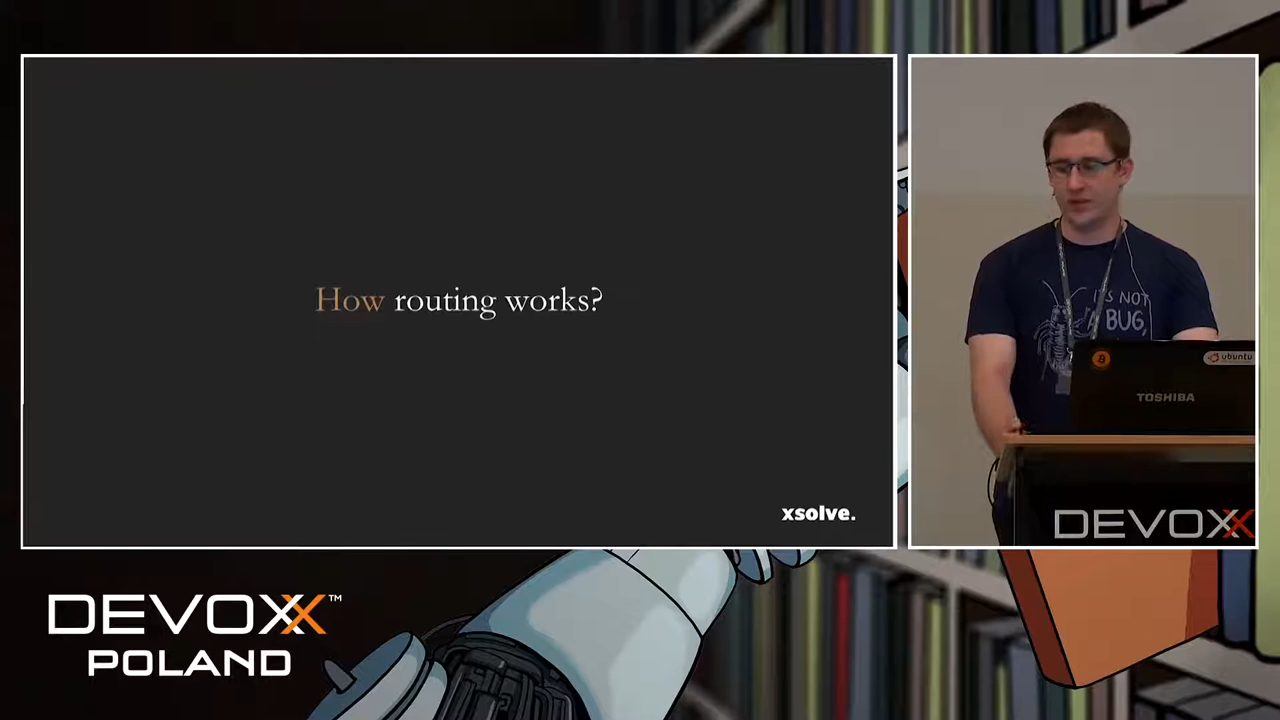 How routing works?
xsolve.
IT'S NOT
A BUG,
ubuntu
TOSHIBA
DEVOXX
DEVOXX™
POLAND